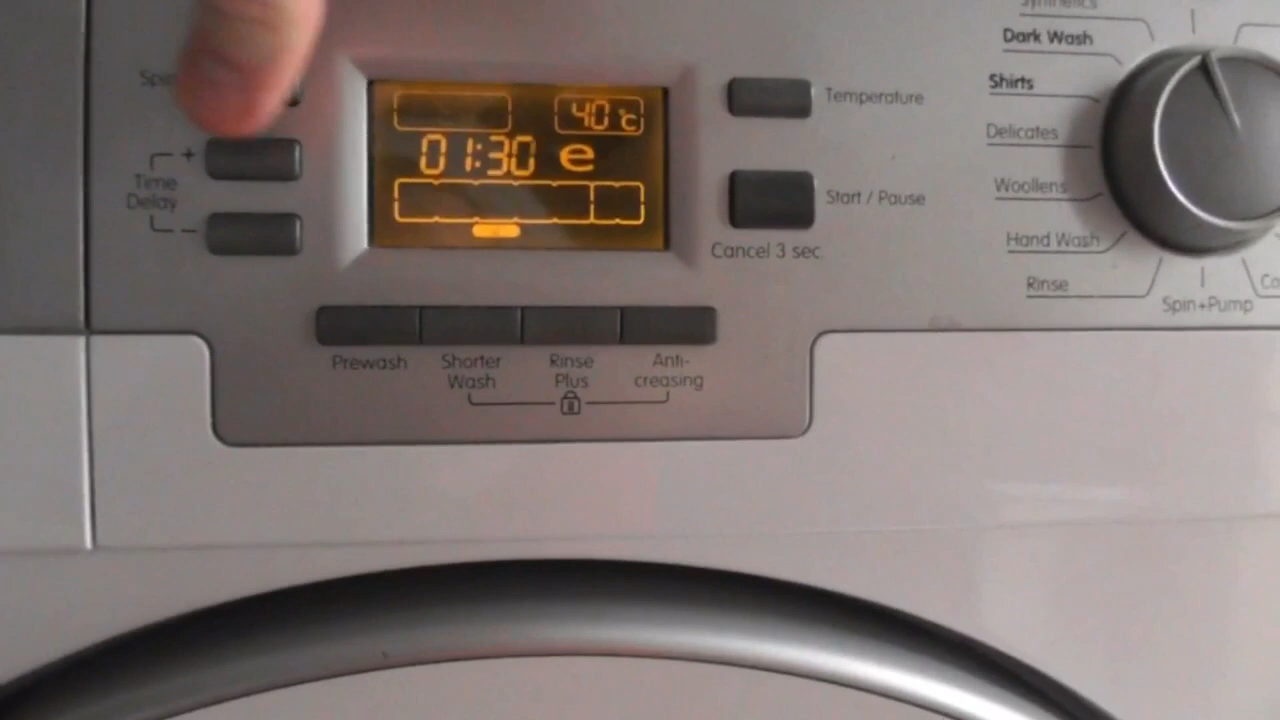 +
Time
Delay
-
40°c
01:30 e
Temperature
Start / Pause
Cancel 3 sec.
Prewash
Shorter
Wash
Rinse
Plus
Anti-
creasing
Synthetics
Dark Wash
Shirts
Delicates
Woollens
Hand Wash
Rinse
Spin+Pump